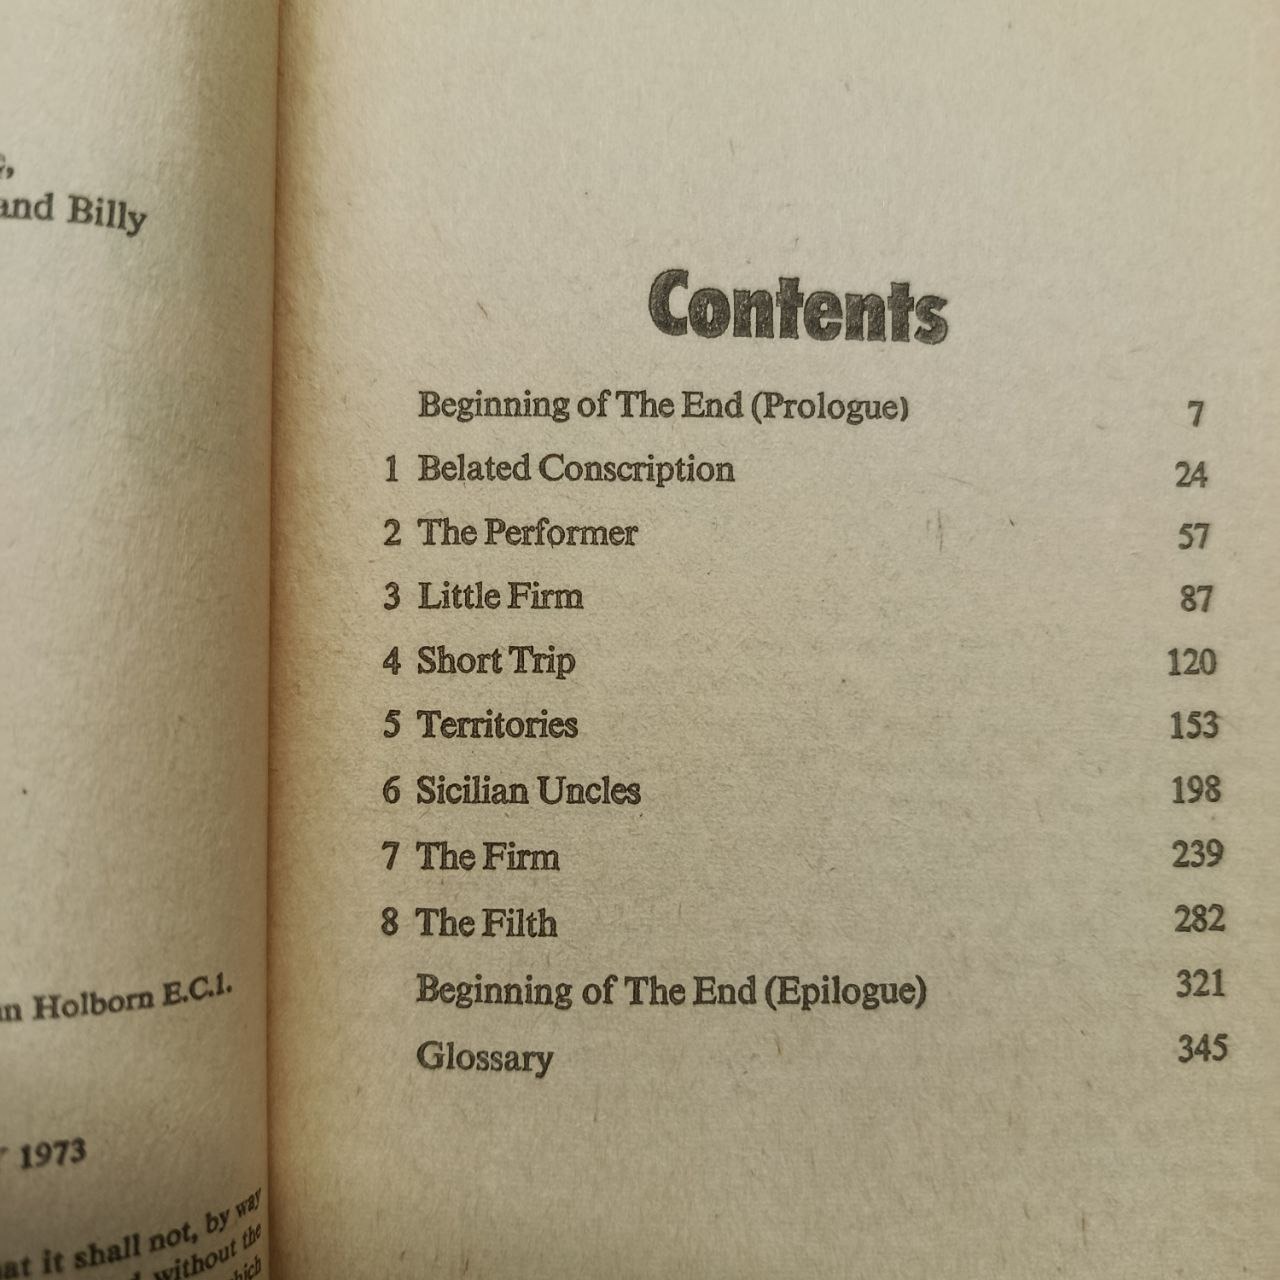 and Billy
n Holborn E.C.1.
1973
at it shall not, by way
without the
Contents
Beginning of The End (Prologue) 7
1 Belated Conscription 24
2 The Performer 57
3 Little Firm 87
4 Short Trip 120
5 Territories 153
6 Sicilian Uncles 198
7 The Firm 239
8 The Filth 282
Beginning of The End (Epilogue) 321
Glossary 345